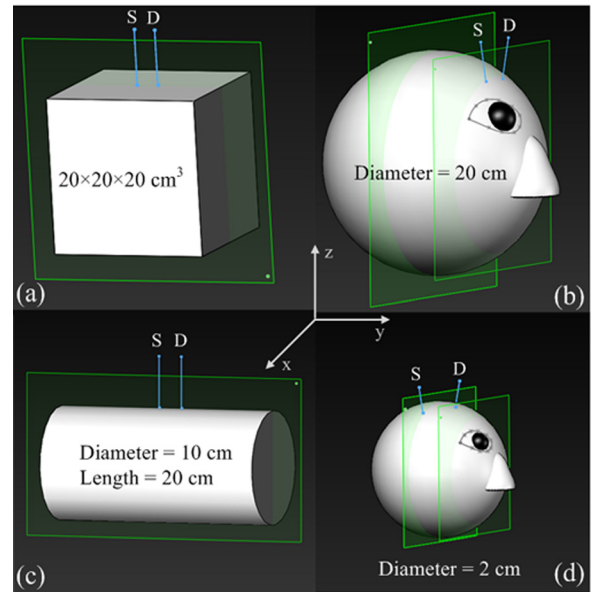 S D
20×20×20 cm³
(a)
S D
Diameter = 20 cm
(b)
z
y
x
S D
Diameter = 10 cm
Length = 20 cm
(c)
S D
Diameter = 2 cm
(d)